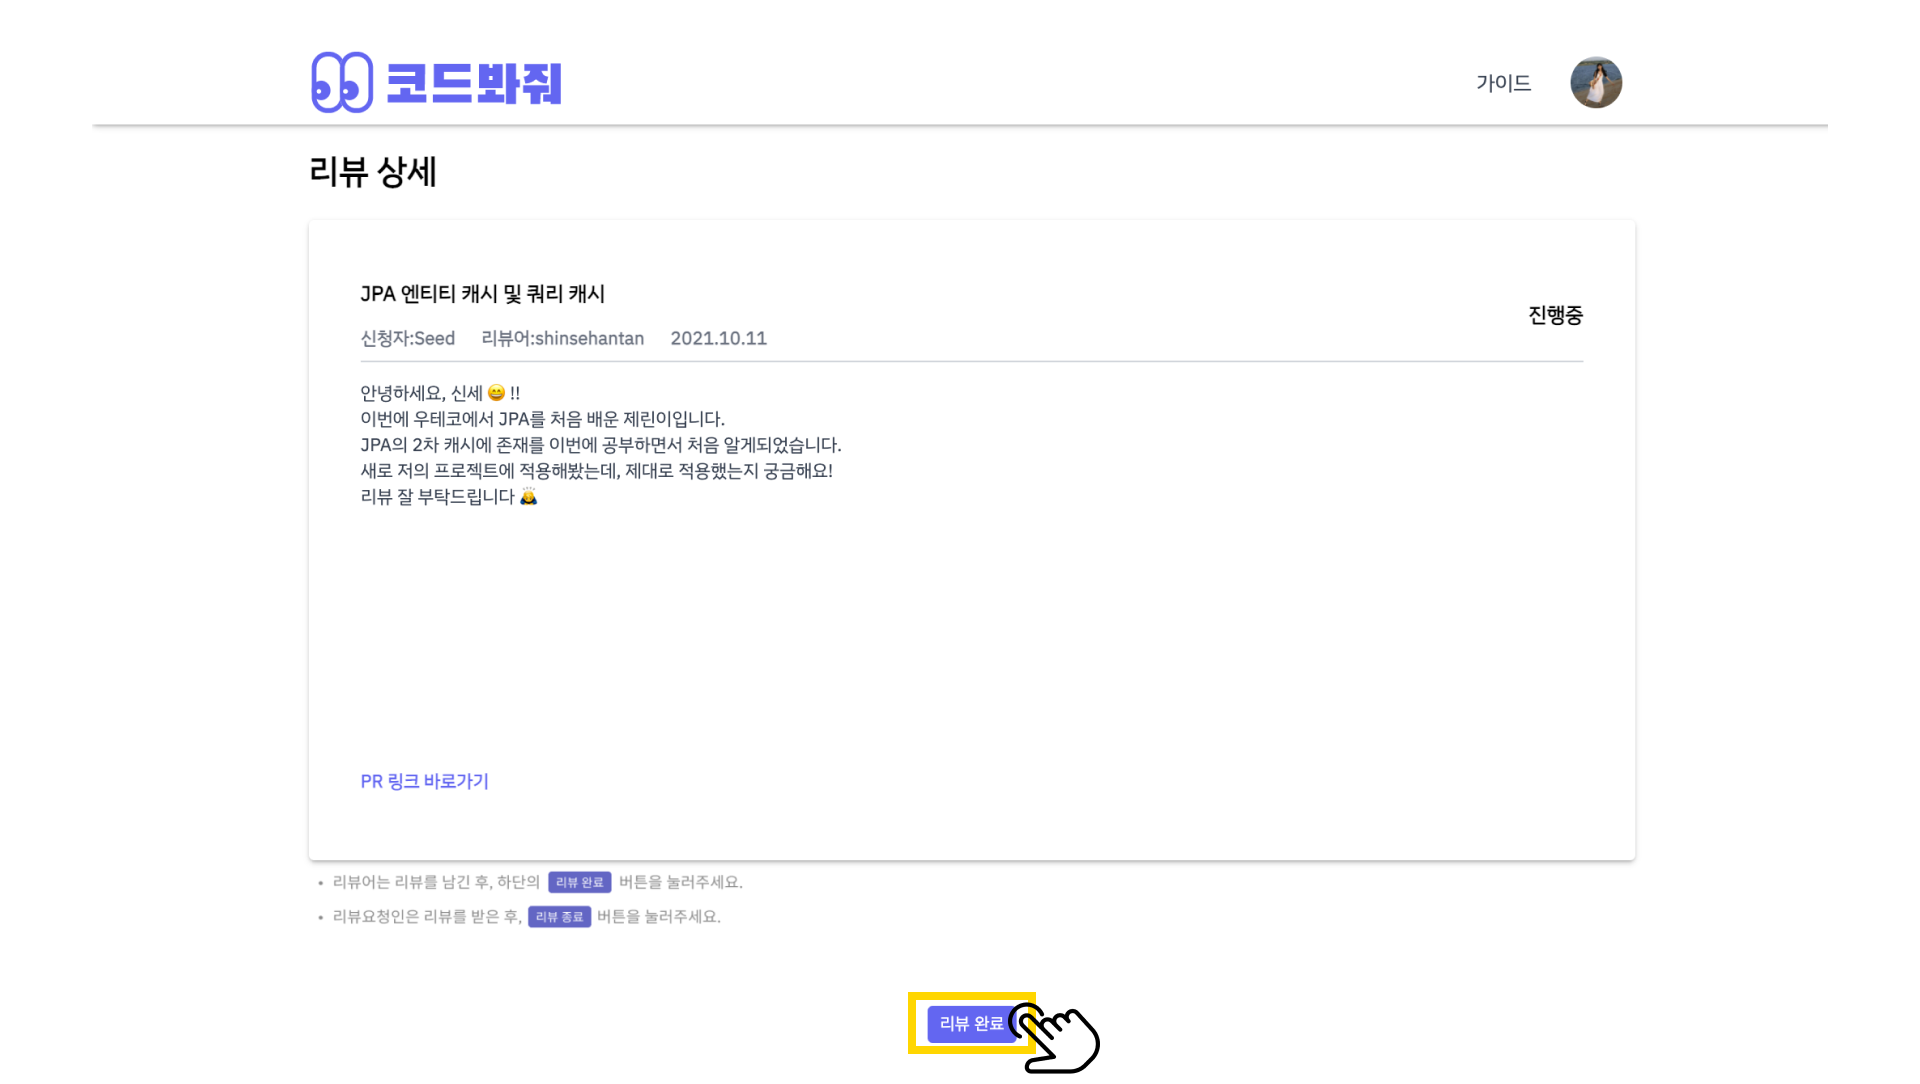 코드봐줘
가이드
리뷰 상세
JPA 엔티티 캐시 및 쿼리 캐시
진행중
신청자:Seed 리뷰어:shinsehantan 2021.10.11
안녕하세요, 신세 😄 !!
이번에 우테코에서 JPA를 처음 배운 제린이입니다.
JPA의 2차 캐시에 존재를 이번에 공부하면서 처음 알게되었습니다.
새로 저의 프로젝트에 적용해봤는데, 제대로 적용했는지 궁금해요!
리뷰 잘 부탁드립니다 🙇
PR 링크 바로가기
• 리뷰어는 리뷰를 남긴 후, 하단의 리뷰 완료 버튼을 눌러주세요.
• 리뷰요청인은 리뷰를 받은 후, 리뷰 종료 버튼을 눌러주세요.
리뷰 완료